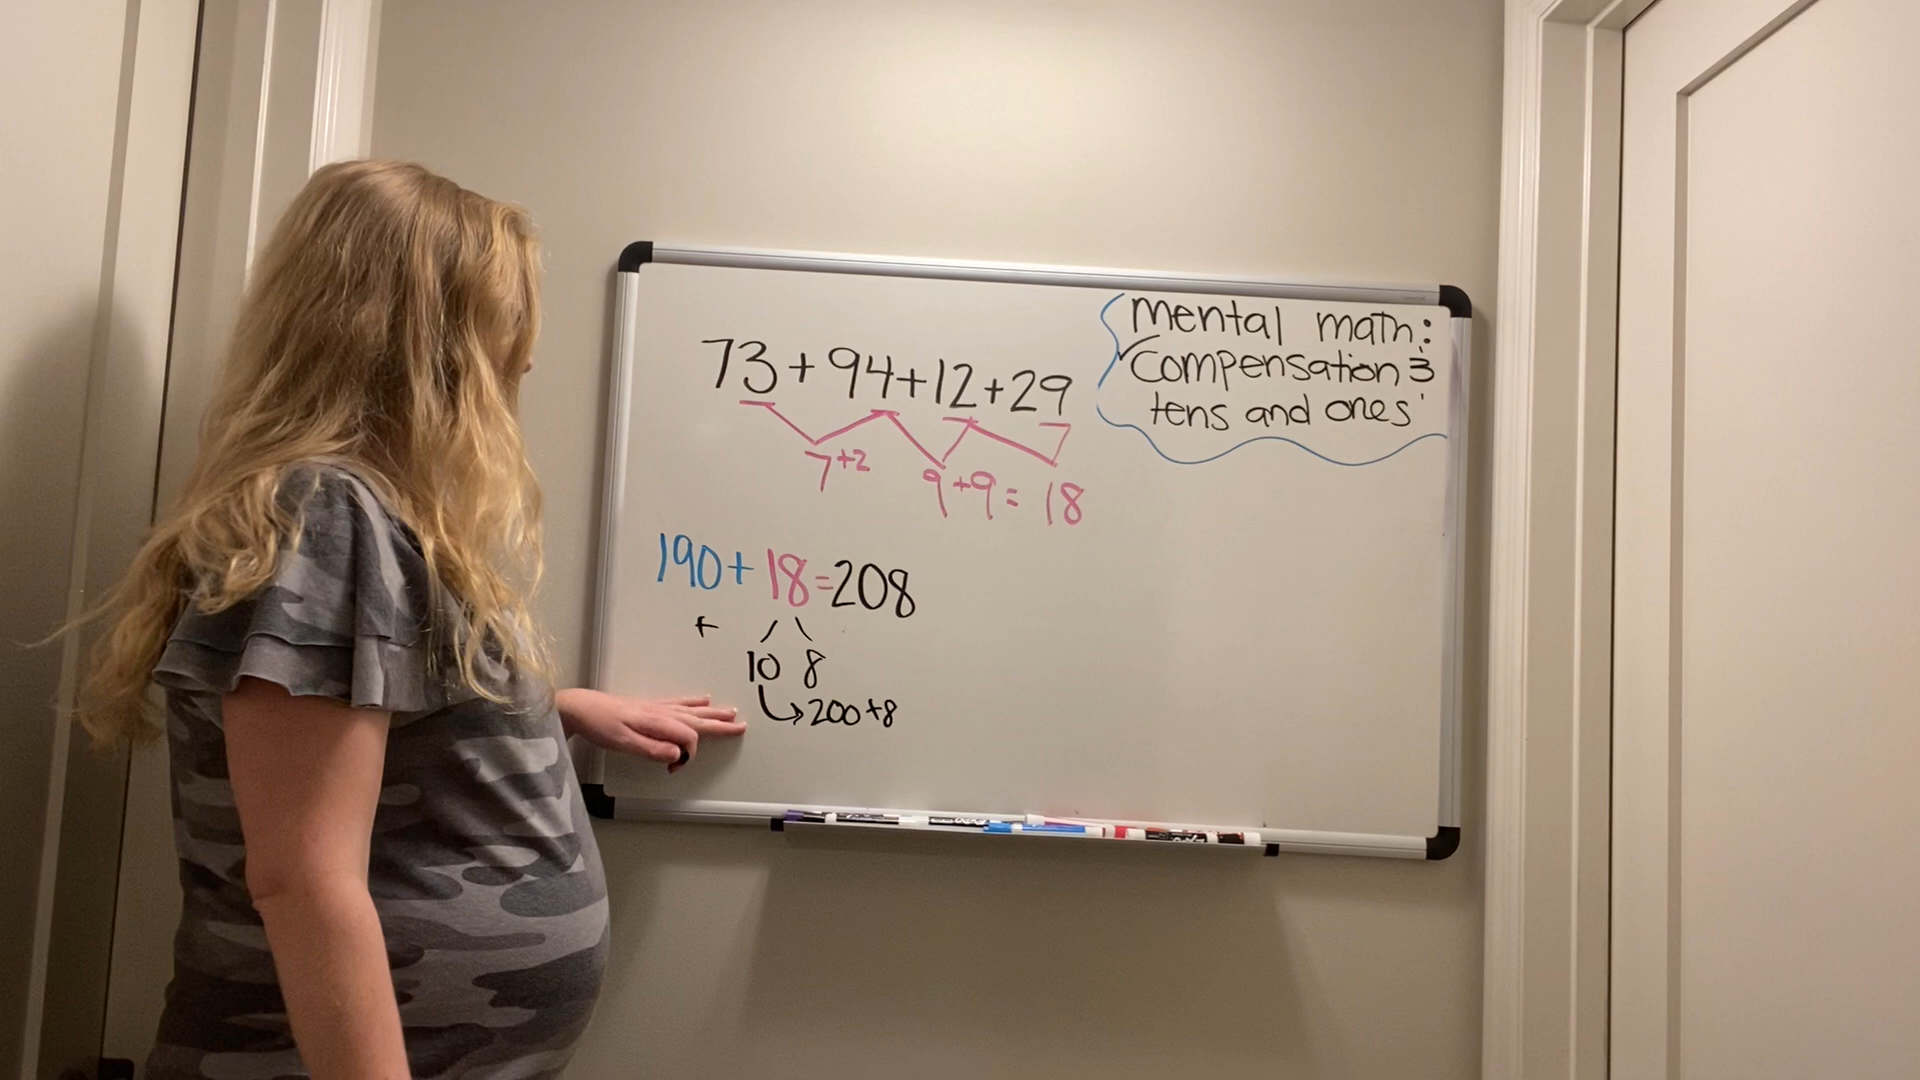 Mental math:
Compensation &
tens and ones
73+94+12+29
7+2
9+9=18
190+18=208
+
10 8
200+8